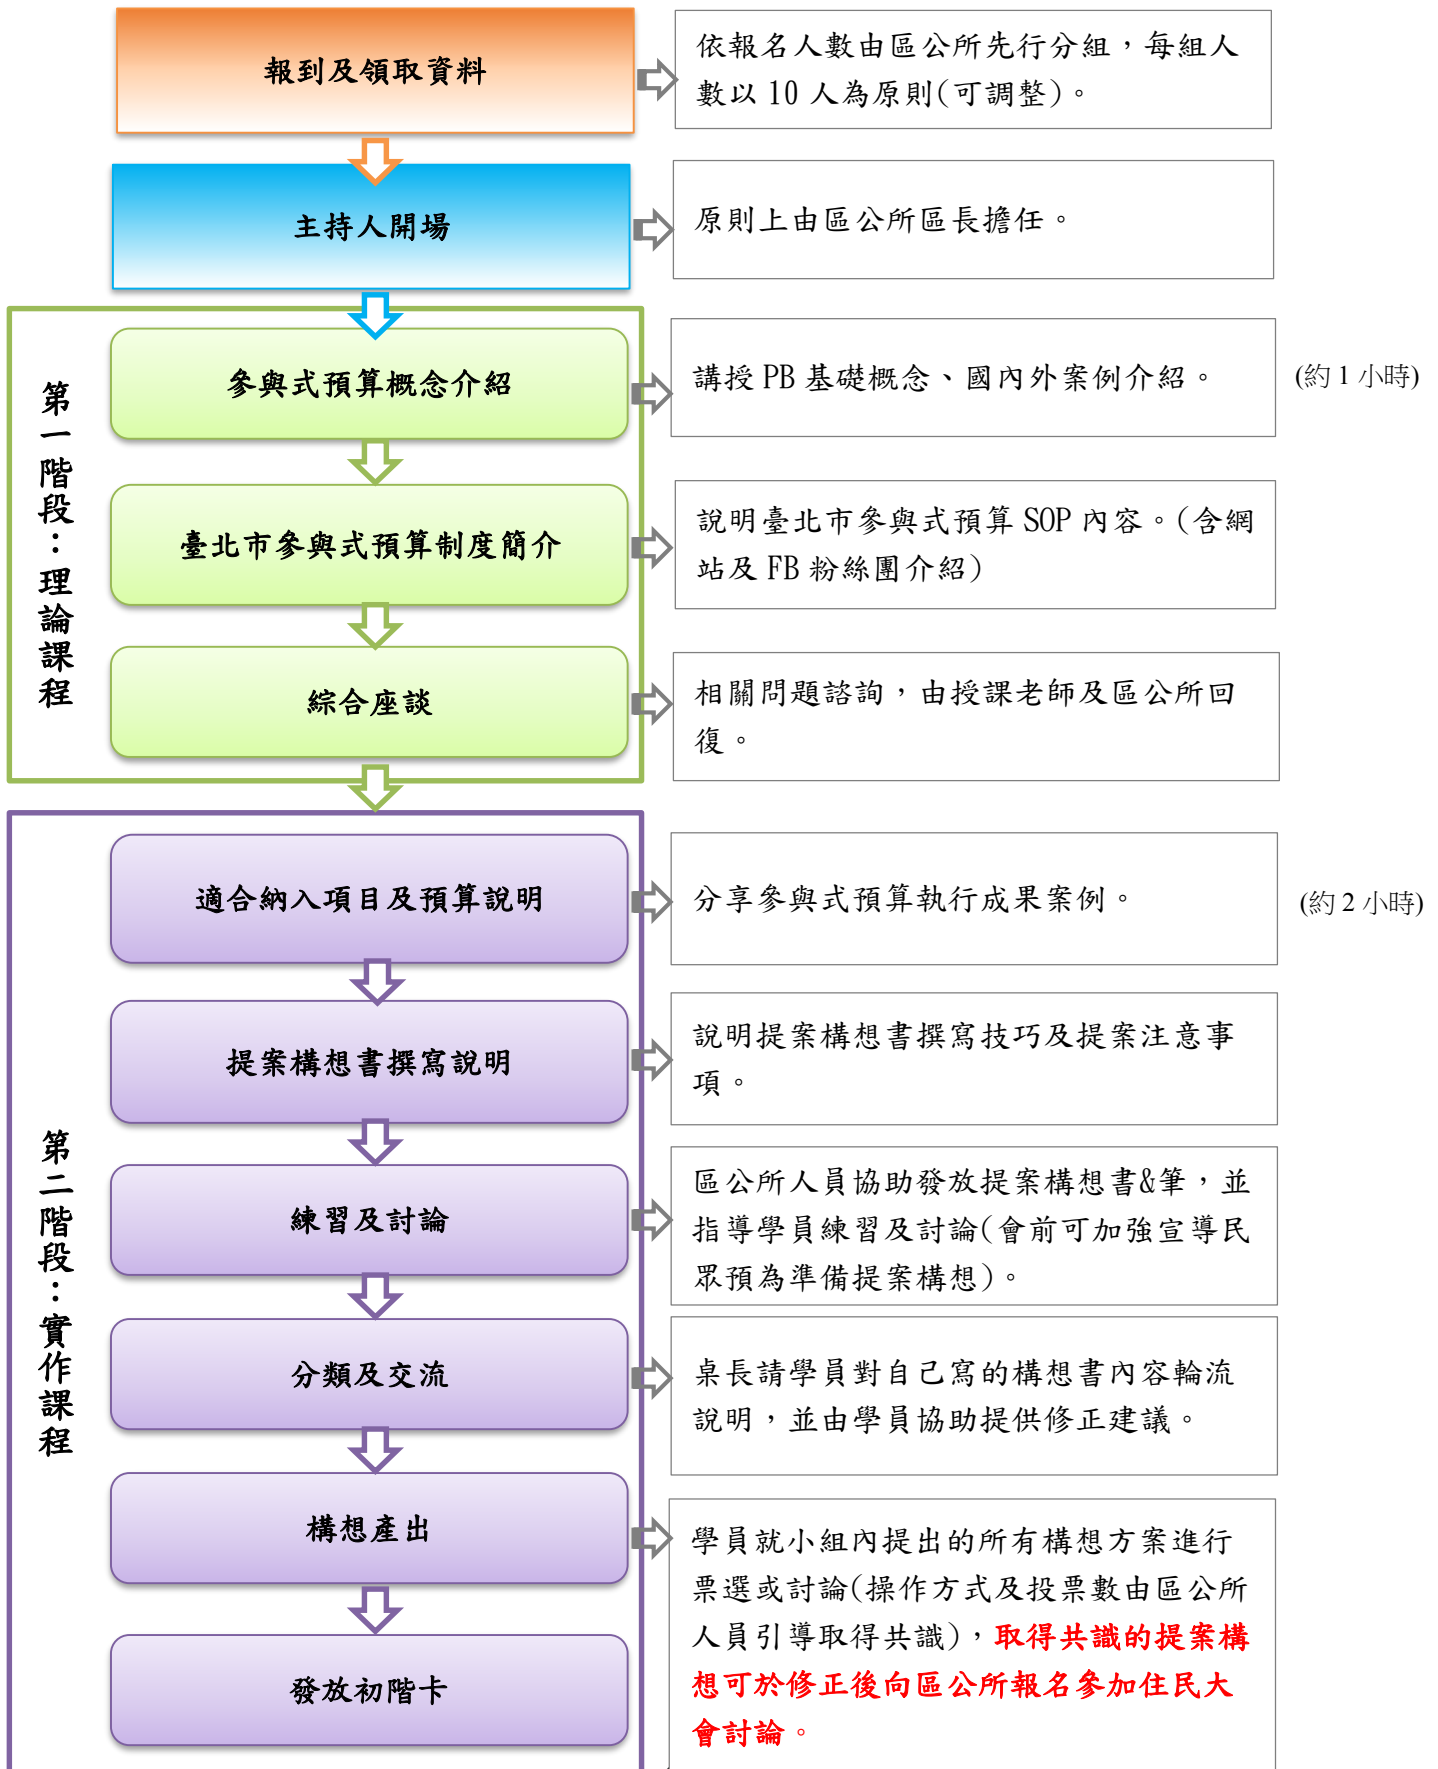 報到及領取資料
依報名人數由區公所先行分組，每組人
數以 10 人為原則(可調整)。
主持人開場
原則上由區公所區長擔任。
第一階段：理論課程
參與式預算概念介紹
講授 PB 基礎概念、國內外案例介紹。
(約 1 小時)
臺北市參與式預算制度簡介
說明臺北市參與式預算 SOP 內容。(含網
站及 FB 粉絲團介紹)
綜合座談
相關問題諮詢，由授課老師及區公所回
復。
第二階段：實作課程
適合納入項目及預算說明
分享參與式預算執行成果案例。
(約 2 小時)
提案構想書撰寫說明
說明提案構想書撰寫技巧及提案注意事
項。
練習及討論
區公所人員協助發放提案構想書&筆，並
指導學員練習及討論(會前可加強宣導民
眾預為準備提案構想)。
分類及交流
桌長請學員對自己寫的構想書內容輪流
說明，並由學員協助提供修正建議。
構想產出
學員就小組內提出的所有構想方案進行
票選或討論(操作方式及投票數由區公所
人員引導取得共識)，取得共識的提案構
想可於修正後向區公所報名參加住民大
會討論。
發放初階卡